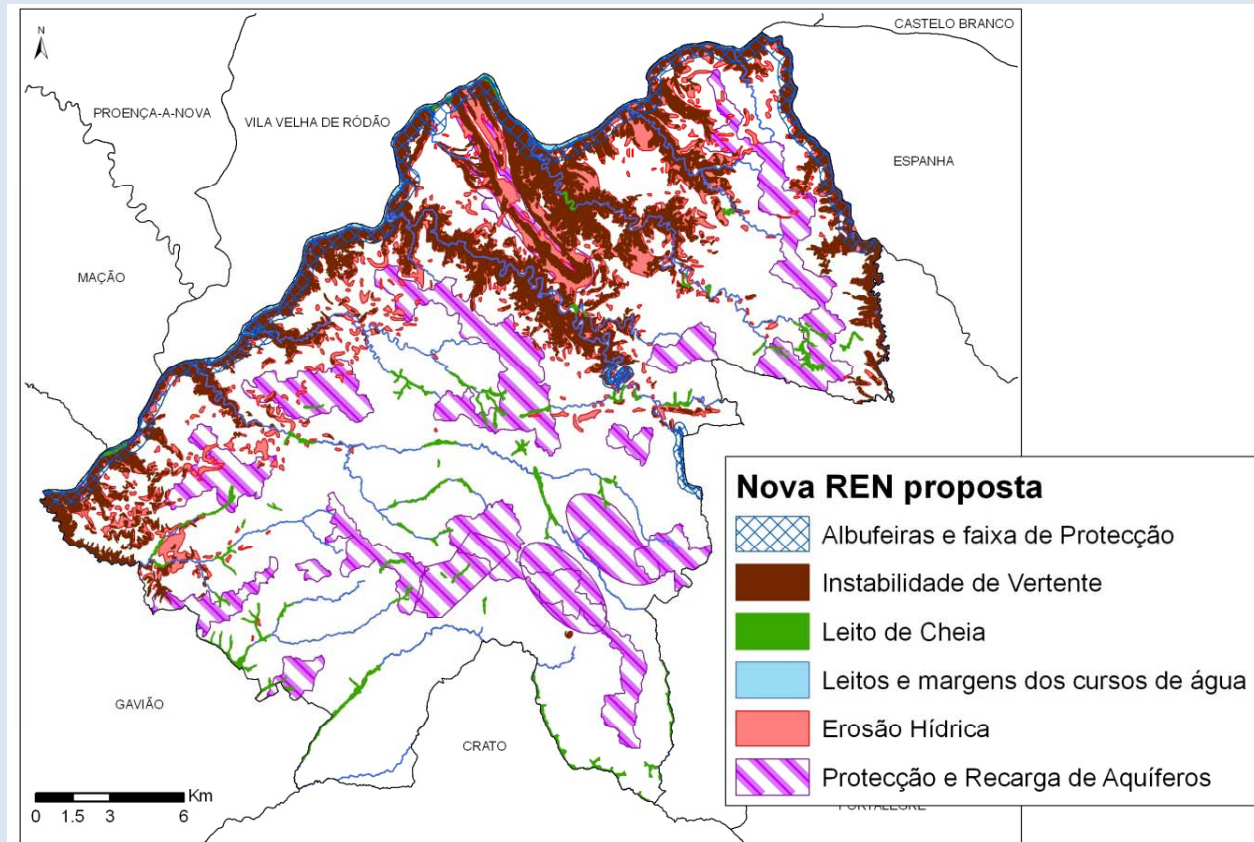 N
CASTELO BRANCO
PROENÇA-A-NOVA
VILA VELHA DE RÓDÃO
ESPANHA
MAÇÃO
Nova REN proposta
Albufeiras e faixa de Protecção
Instabilidade de Vertente
Leito de Cheia
Leitos e margens dos cursos de água
Erosão Hídrica
Protecção e Recarga de Aquíferos
GAVIÃO
CRATO
PORTALEGRE
Km
0 1.5 3 6